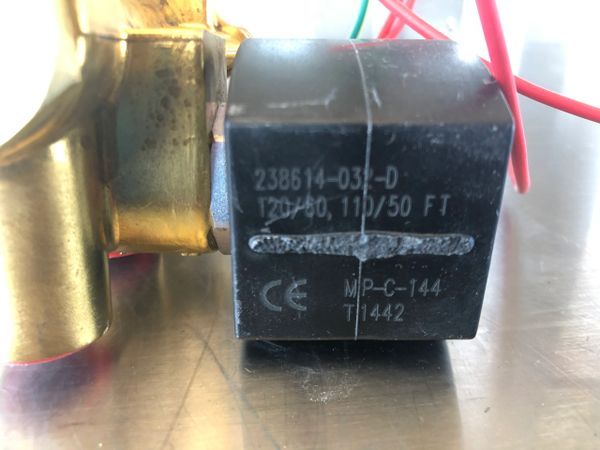 238614-032-D
120/60, 110/50 FT
CE MP-C-144
T1442